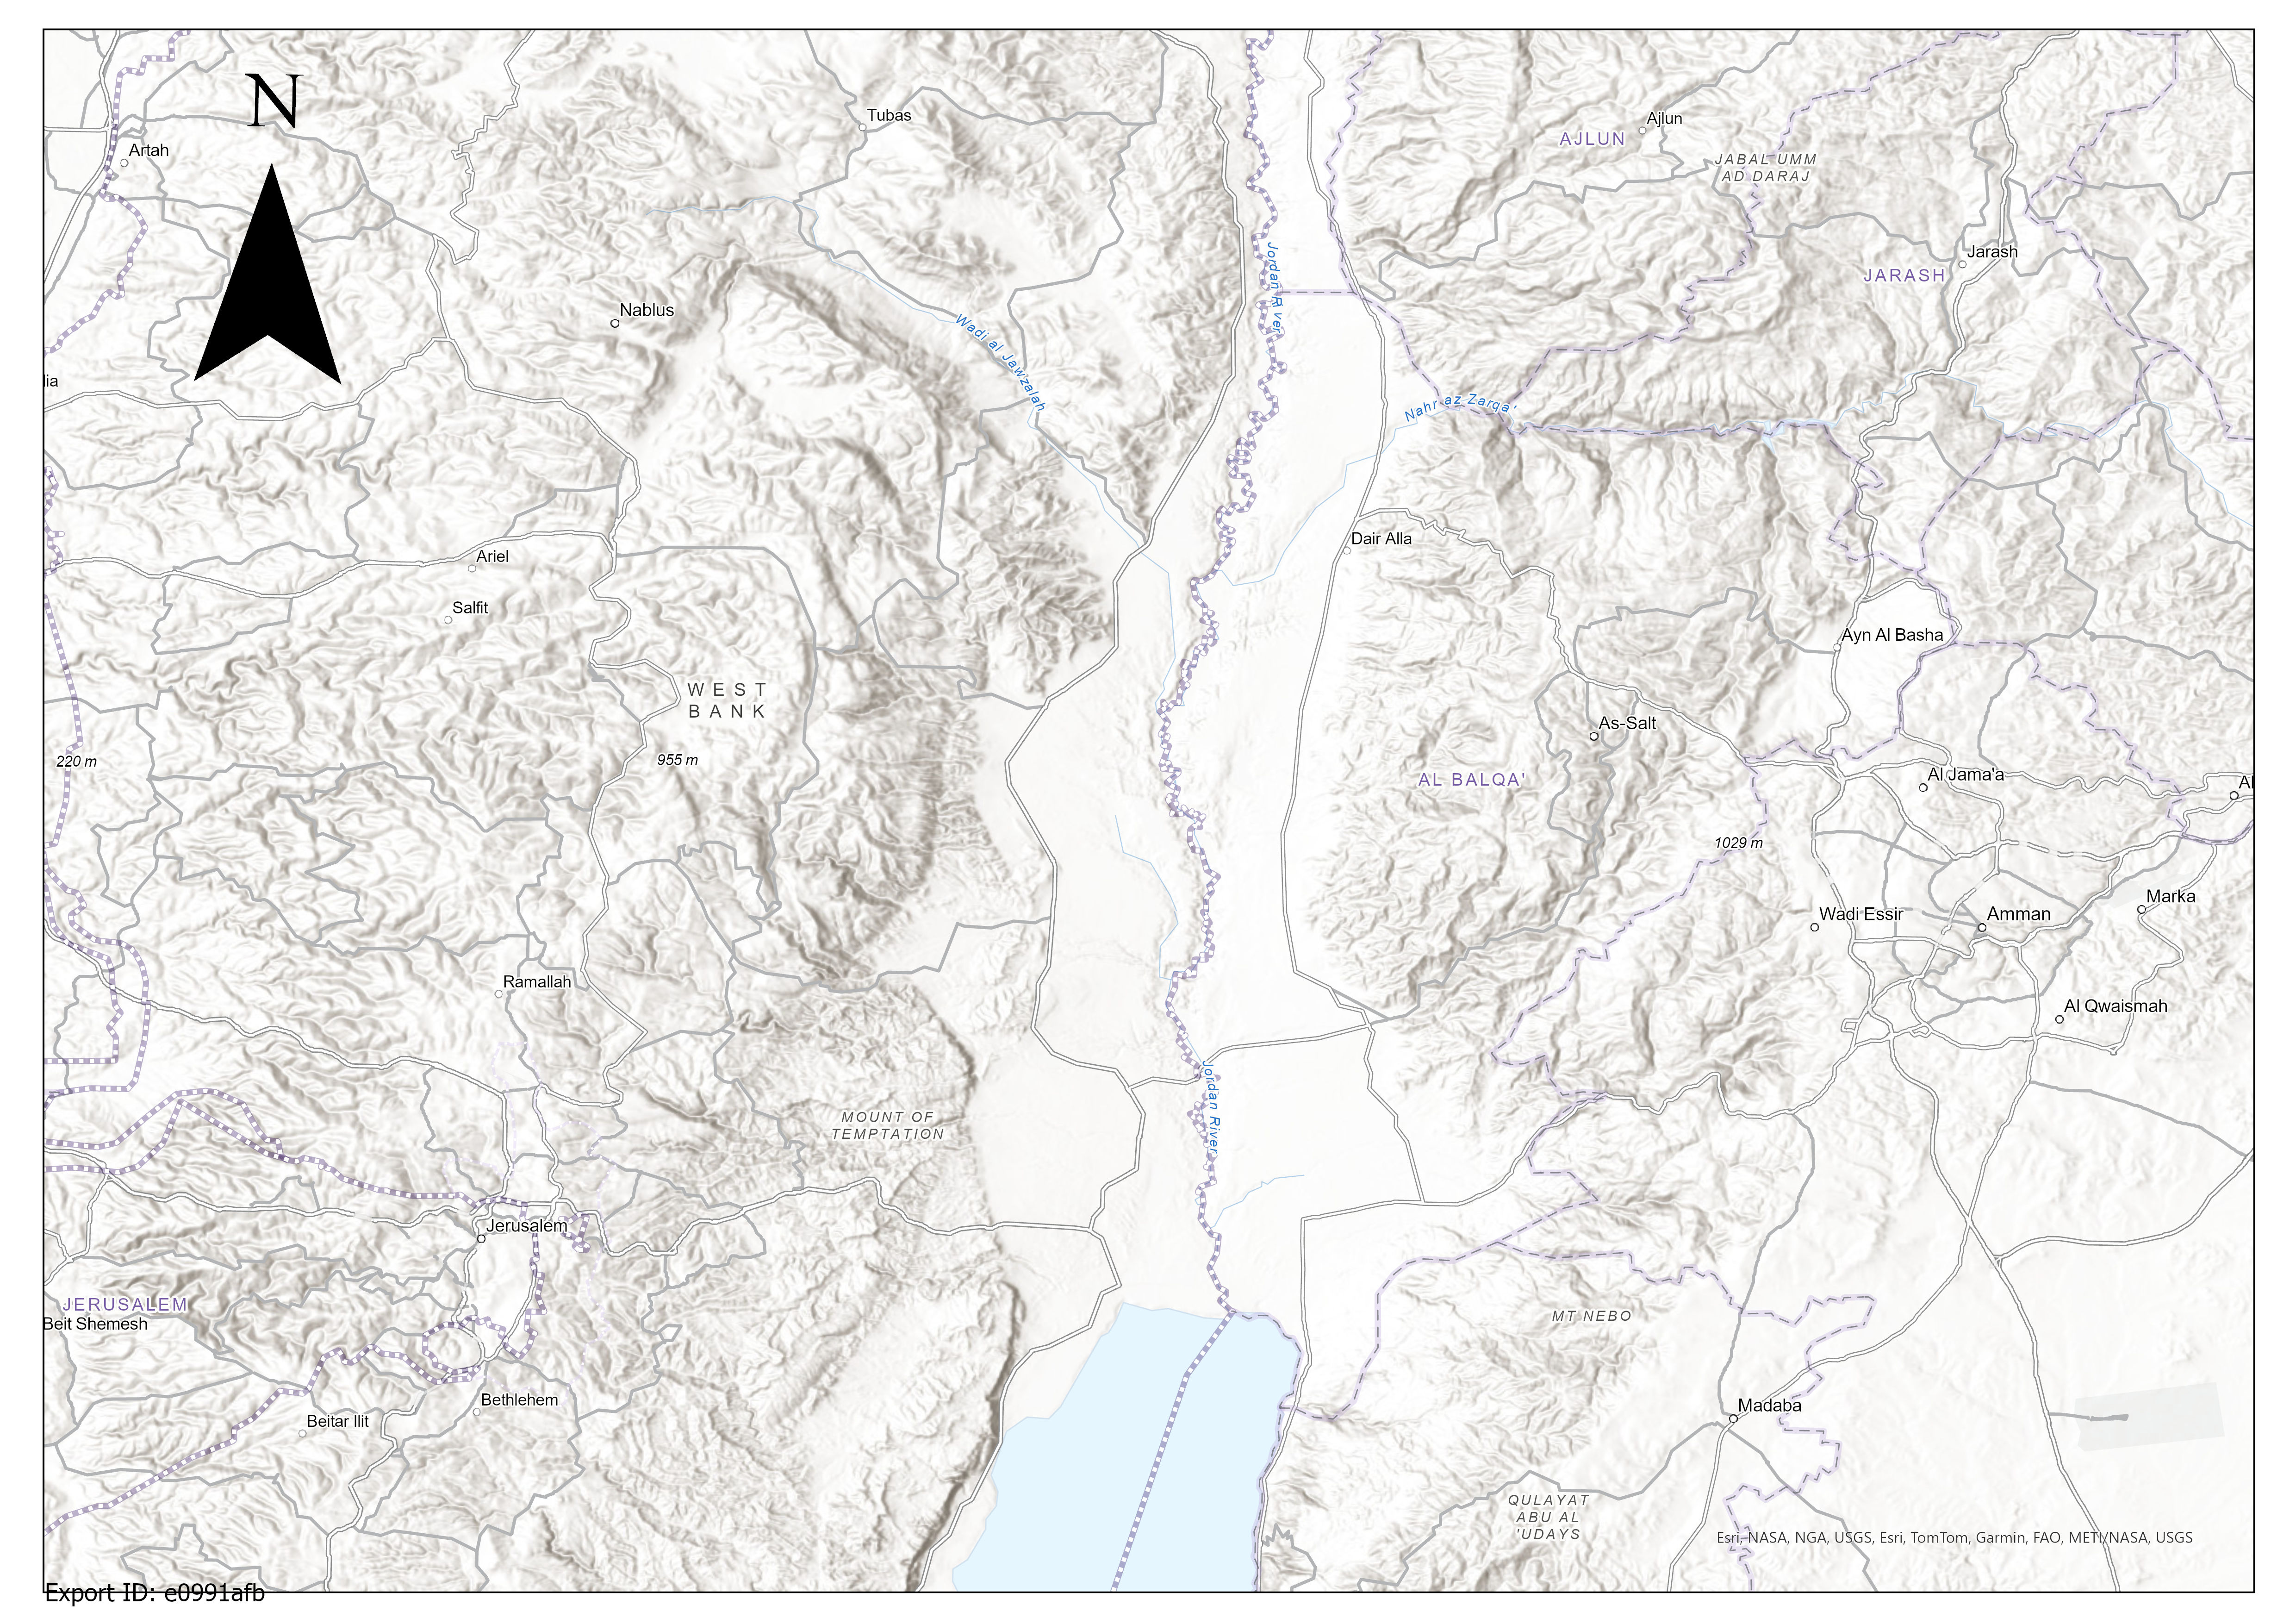 N
Tubas
Ajlun
AJLUN
Artah
JABAL UMM
AD DARAJ
Jordan River
Jarash
JARASH
Nablus
Wadi al Jawzalah
lia
Nahr az Zarqa'
Dair Alla
Ariel
Salfit
Ayn Al Basha
WEST
BANK
As-Salt
220 m
955 m
AL BALQA'
Al Jama'a
Al
1029 m
Marka
Wadi Essir
Amman
Ramallah
Al Qwaismah
Jordan River
MOUNT OF
TEMPTATION
Jerusalem
JERUSALEM
Beit Shemesh
MT NEBO
Bethlehem
Beitar Ilit
Madaba
QULAYAT
ABU AL
'UDAYS
Esri, NASA, NGA, USGS, Esri, TomTom, Garmin, FAO, METI/NASA, USGS
Export ID: e0991afb